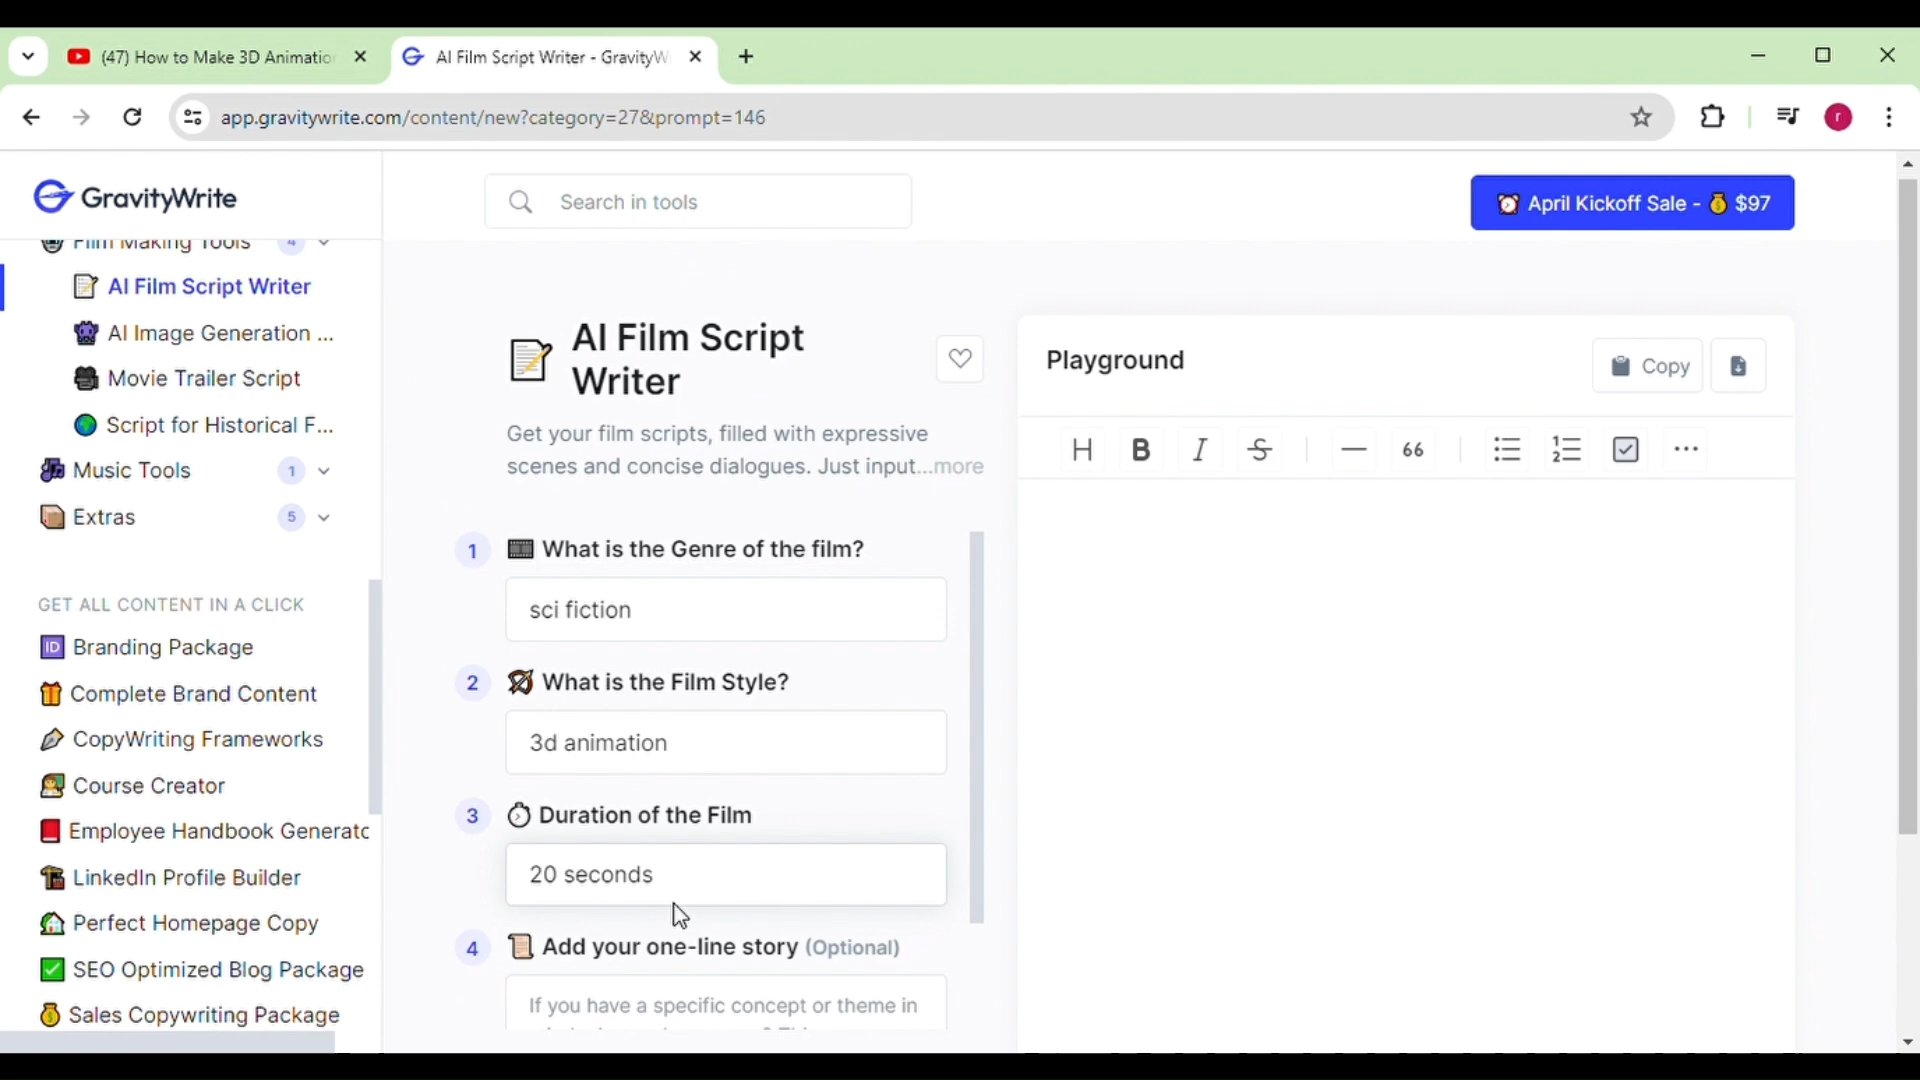 (47) How to Make 3D Animatio
AI Film Script Writer - GravityW
app.gravitywrite.com/content/new?category=27&prompt=146
r
GravityWrite
Search in tools
April Kickoff Sale - $97
Film Making Tools 4
AI Film Script Writer
AI Image Generation ...
Movie Trailer Script
Script for Historical F...
Music Tools 1
Extras 5
GET ALL CONTENT IN A CLICK
ID Branding Package
Complete Brand Content
CopyWriting Frameworks
Course Creator
Employee Handbook Generato
LinkedIn Profile Builder
Perfect Homepage Copy
SEO Optimized Blog Package
Sales Copywriting Package
AI Film Script
Writer
Get your film scripts, filled with expressive
scenes and concise dialogues. Just input...more
1 What is the Genre of the film?
sci fiction
2 What is the Film Style?
3d animation
3 Duration of the Film
20 seconds
4 Add your one-line story (Optional)
If you have a specific concept or theme in
Playground
Copy
H B I S 66